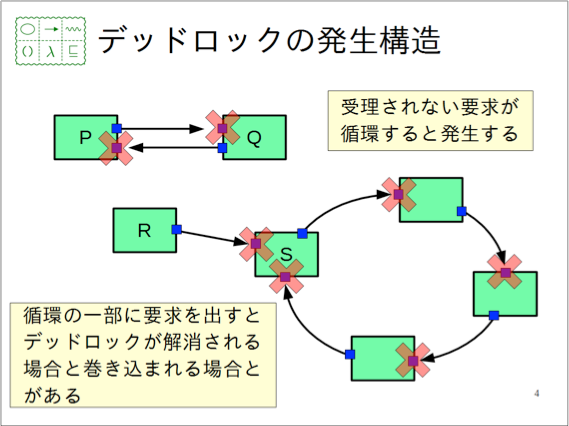 デッドロックの発生構造
P
Q
受理されない要求が
循環すると発生する
R
S
循環の一部に要求を出すと
デッドロックが解消される
場合と巻き込まれる場合と
がある
4
() λ ⊑